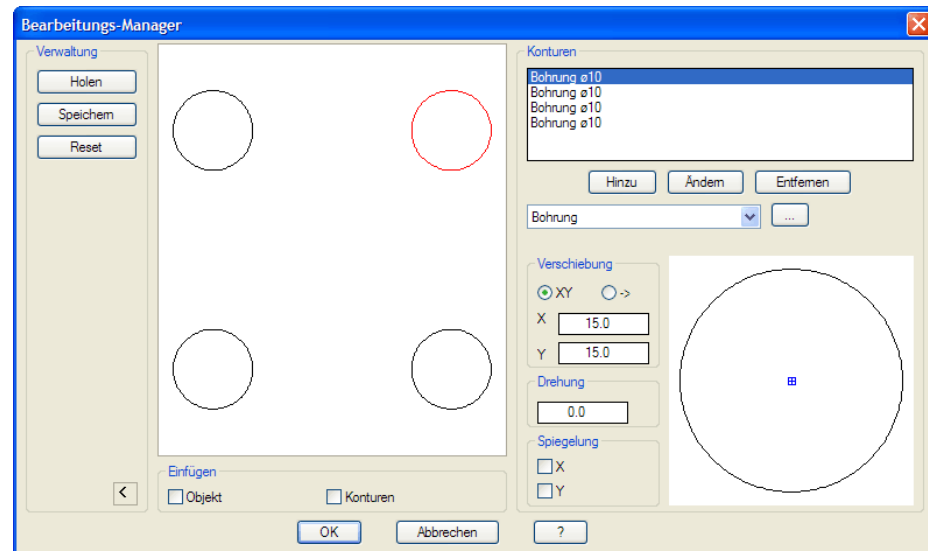 Bearbeitungs-Manager
Verwaltung
Holen
Speichern
Reset
<
Einfügen
Objekt
Konturen
Konturen
Bohrung ø10
Bohrung ø10
Bohrung ø10
Bohrung ø10
Hinzu
Ändern
Entfernen
Bohrung
...
Verschiebung
XY
->
X
15.0
Y
15.0
Drehung
0.0
Spiegelung
X
Y
OK
Abbrechen
?